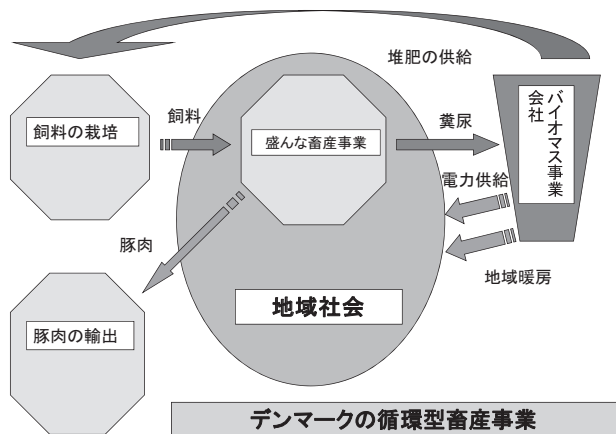 堆肥の供給
飼料の栽培
飼料
盛んな畜産事業
糞尿
バイオマス事業
会社
電力供給
豚肉
地域暖房
地域社会
豚肉の輸出
デンマークの循環型畜産事業